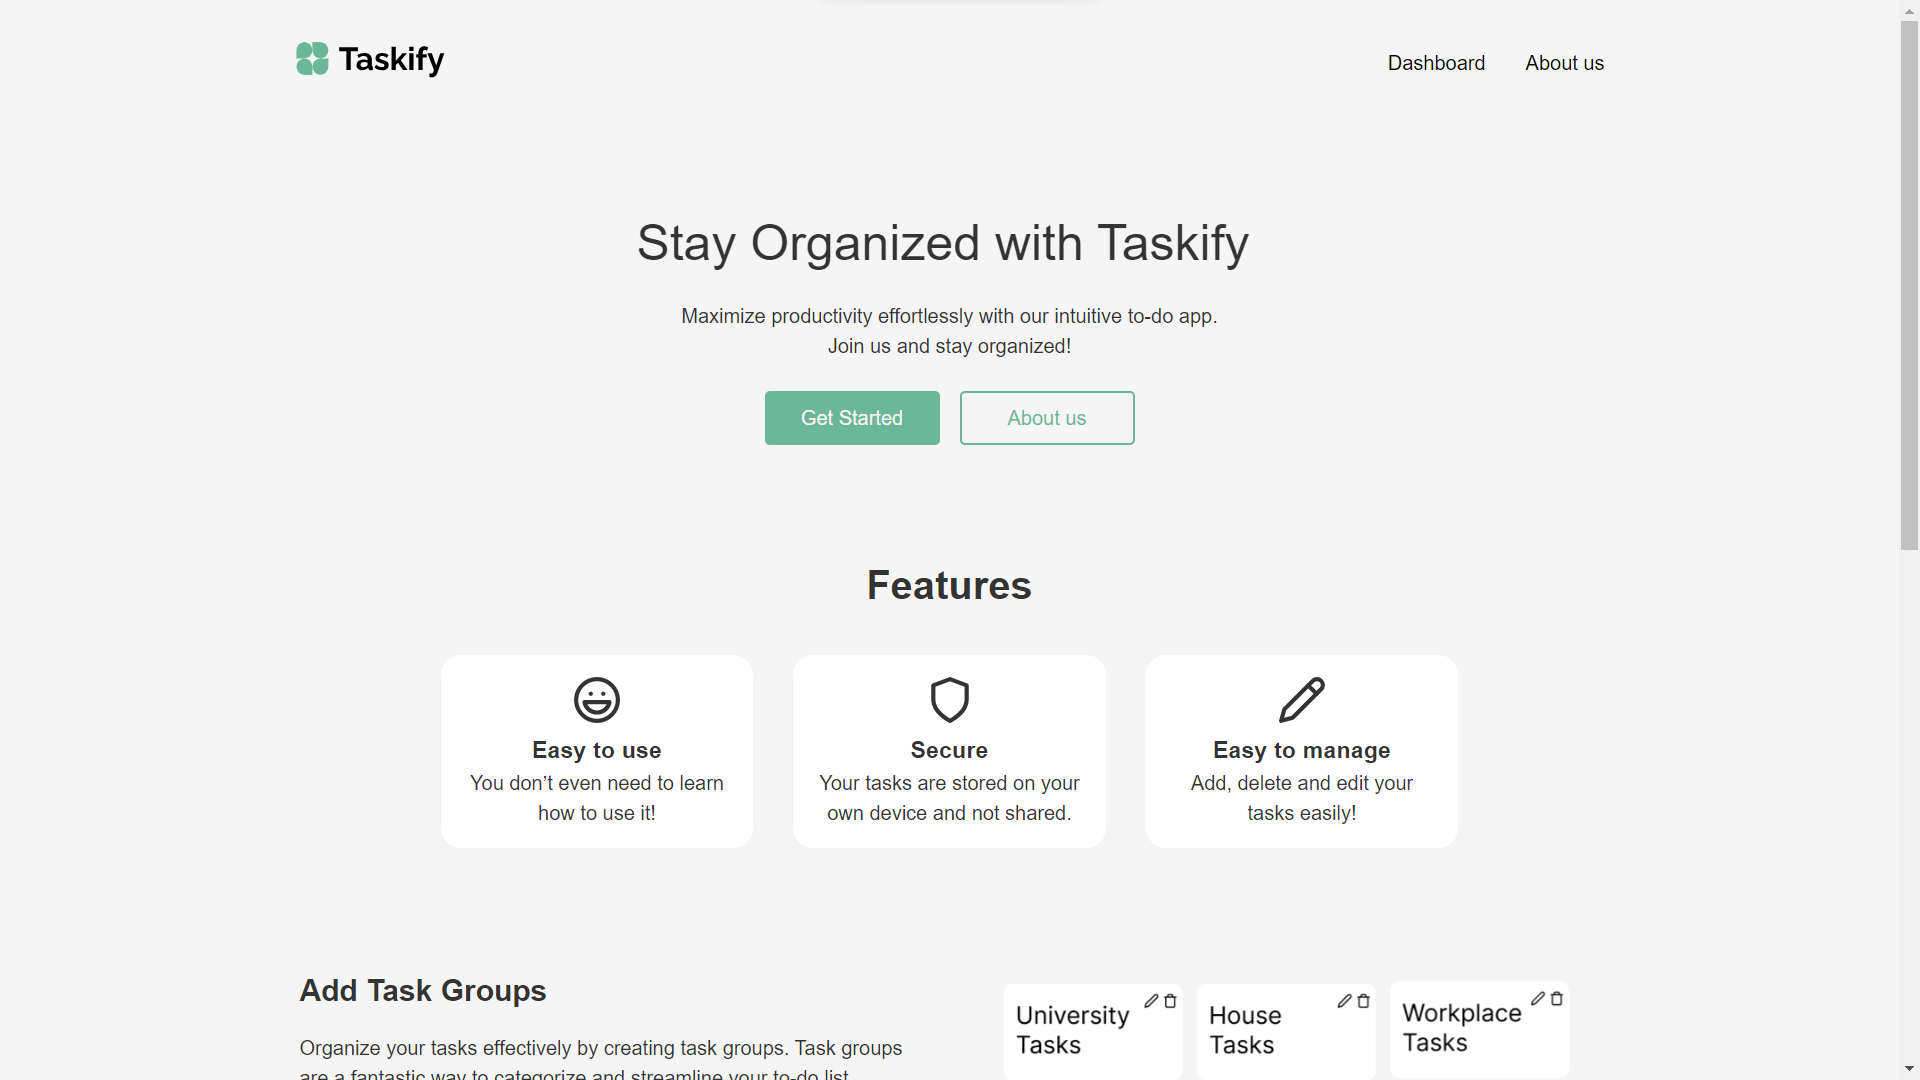 Taskify
Dashboard
About us
Stay Organized with Taskify
Maximize productivity effortlessly with our intuitive to-do app.
Join us and stay organized!
Get Started
About us
Features
Easy to use
You don’t even need to learn
how to use it!
Secure
Your tasks are stored on your
own device and not shared.
Easy to manage
Add, delete and edit your
tasks easily!
Add Task Groups
Organize your tasks effectively by creating task groups. Task groups
are a fantastic way to categorize and streamline your to-do list.
University
Tasks
House
Tasks
Workplace
Tasks